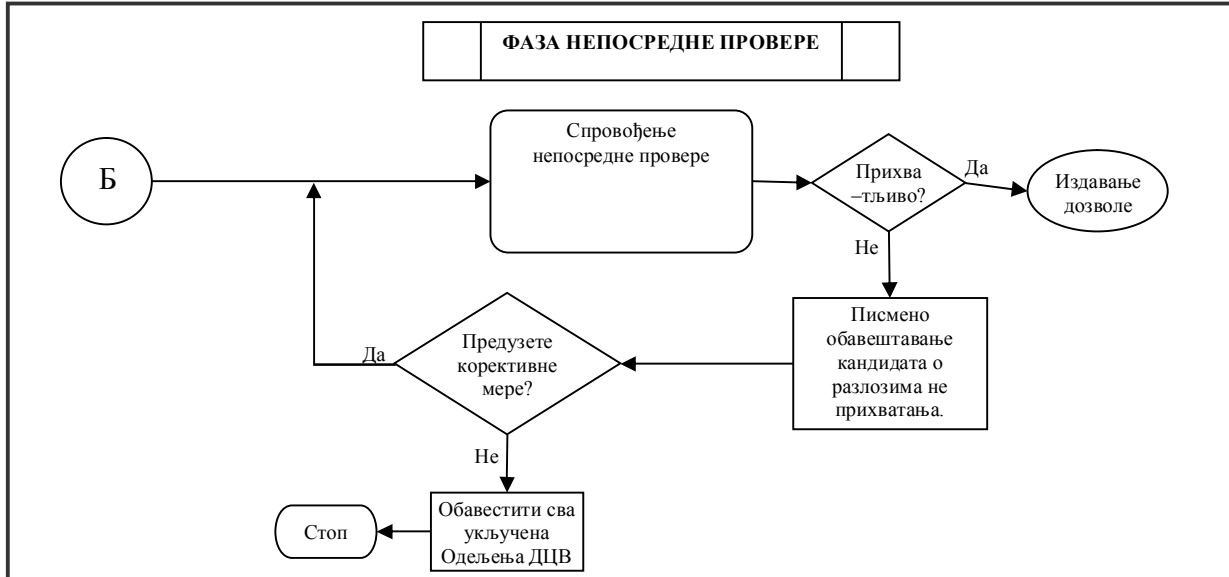 ФАЗА НЕПОСРЕДНЕ ПРОВЕРЕ
Б
Спровођење
непосредне провере
Прихва
–тљиво?
Да
Издавање
дозволе
Не
Писмено
обавештавање
кандидата о
разлозима не
прихватања.
Предузете
корективне
мере?
Да
Не
Обавестити сва
укључена
Одељења ДЦВ
Стоп